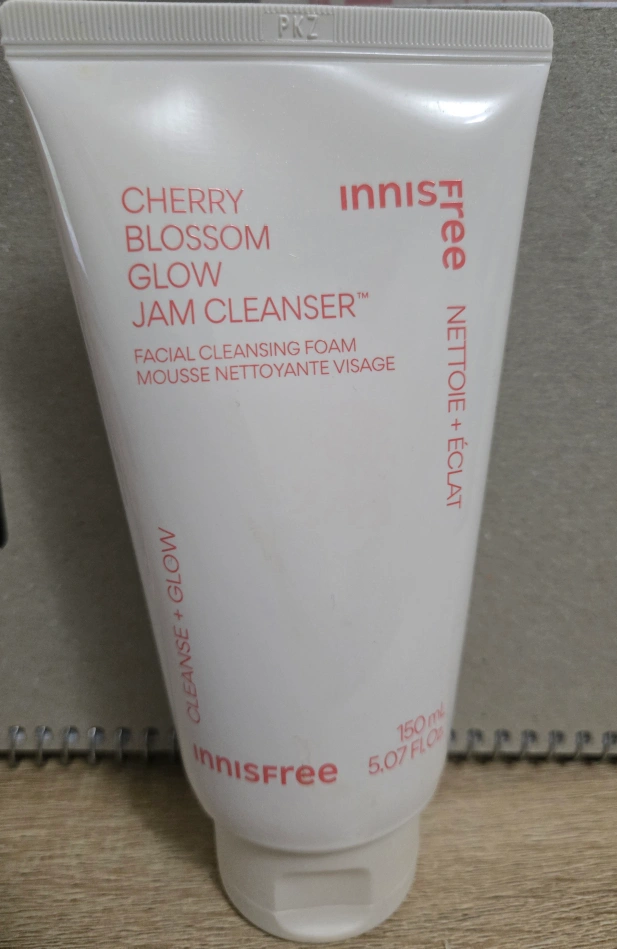 PKZ
CHERRY
BLOSSOM
GLOW
JAM CLEANSER™
FACIAL CLEANSING FOAM
MOUSSE NETTOYANTE VISAGE
INNISFree
NETTOIE + ÉCLAT
CLEANSE + GLOW
INNISFree
150 mL
5.07 Fl.Oz